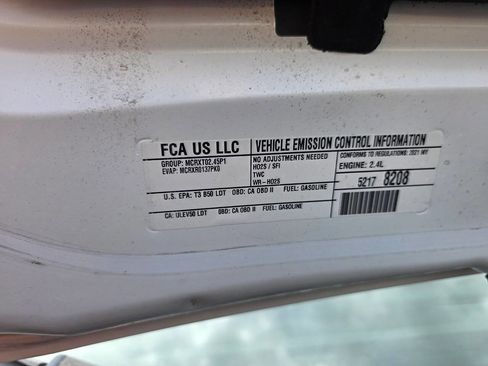 FCA US LLC
GROUP: MCRXT02.45P1
EVAP: MCRXR0137PK0
VEHICLE EMISSION CONTROL INFORMATION
NO ADJUSTMENTS NEEDED
HO2S / SFI
TWC
WR - HO2S
CONFORMS TO REGULATIONS: 2021 MY
ENGINE: 2.4L
5217 8208
U.S. EPA: T3 B50 LDT OBD: CA OBD II FUEL: GASOLINE
CA: ULEV50 LDT OBD: CA OBD II FUEL: GASOLINE